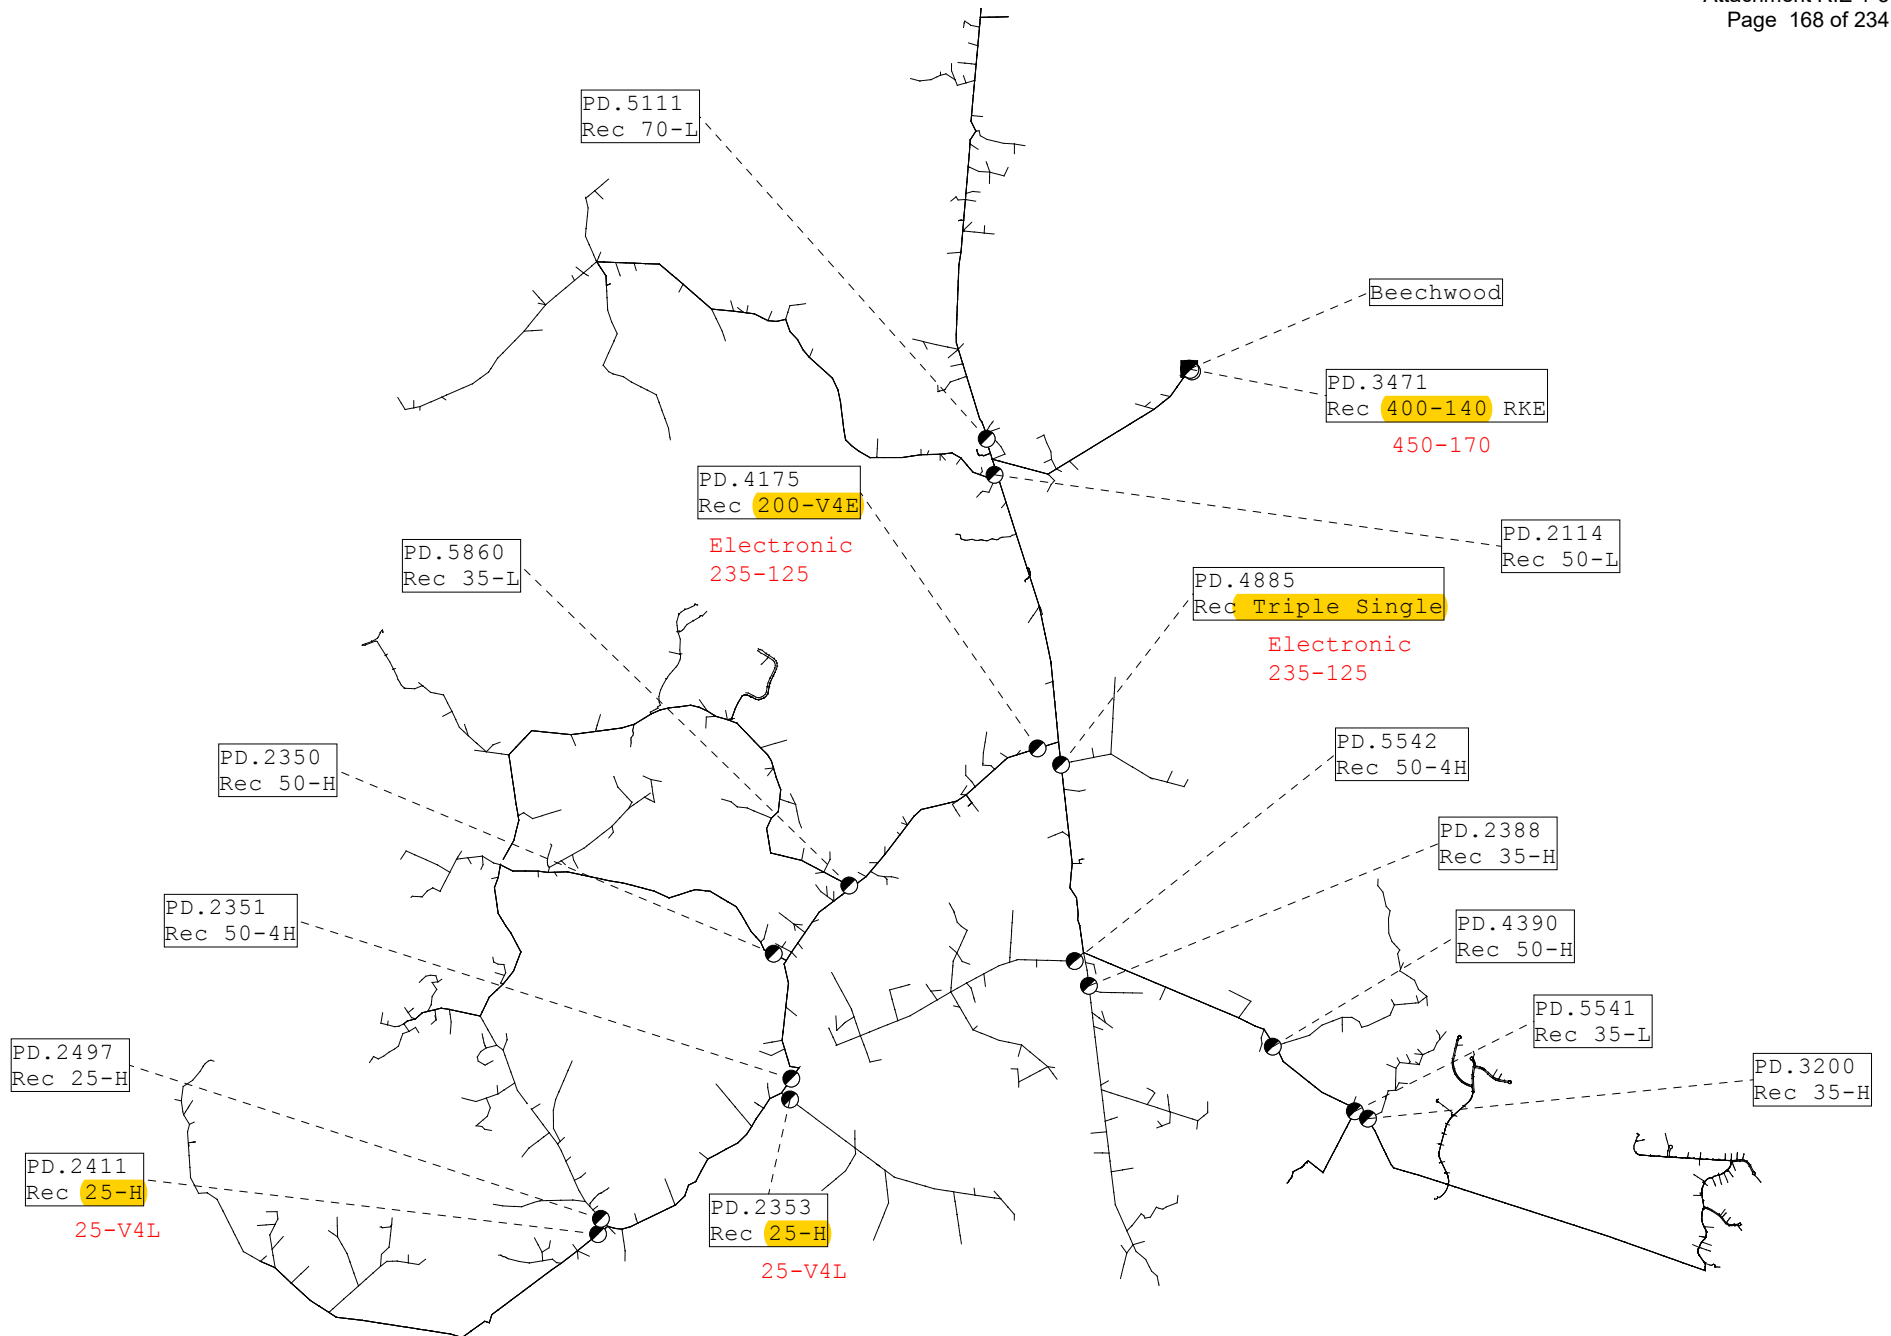 Page 168 of 234
PD.5111
Rec 70-L
Beechwood
PD.3471
Rec 400-140 RKE
450-170
PD.4175
Rec 200-V4E
Electronic
235-125
PD.2114
Rec 50-L
PD.5860
Rec 35-L
PD.4885
Rec Triple Single
Electronic
235-125
PD.2350
Rec 50-H
PD.5542
Rec 50-4H
PD.2388
Rec 35-H
PD.2351
Rec 50-4H
PD.4390
Rec 50-H
PD.5541
Rec 35-L
PD.2497
Rec 25-H
PD.3200
Rec 35-H
PD.2411
Rec 25-H
25-V4L
PD.2353
Rec 25-H
25-V4L